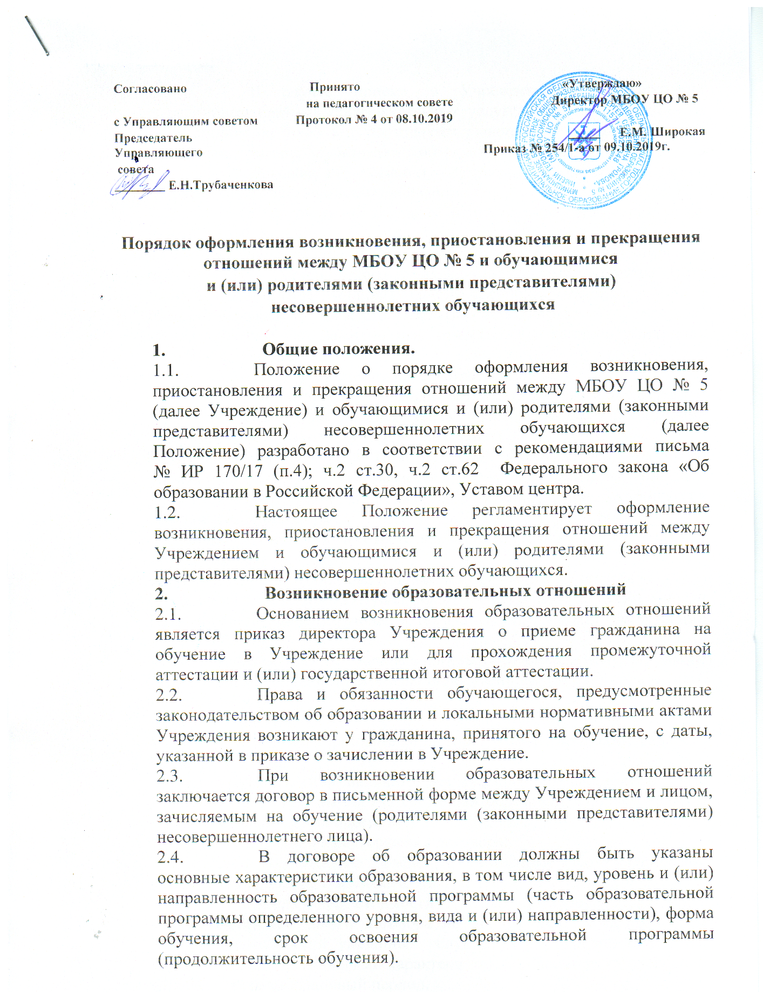 Согласовано
с Управляющим советом
Председатель
Управляющего
совета
Е.Н.Трубаченкова
Принято
на педагогическом совете
Протокол № 4 от 08.10.2019
«Утверждаю»
Директор МБОУ ЦО № 5
Е.М. Широкая
Приказ № 254/1-а от 09.10.2019г.
Порядок оформления возникновения, приостановления и прекращения
отношений между МБОУ ЦО № 5 и обучающимися
и (или) родителями (законными представителями)
несовершеннолетних обучающихся
1. Общие положения.
1.1. Положение о порядке оформления возникновения,
приостановления и прекращения отношений между МБОУ ЦО № 5
(далее Учреждение) и обучающимися и (или) родителями (законными
представителями) несовершеннолетних обучающихся (далее
Положение) разработано в соответствии с рекомендациями письма
№ ИР 170/17 (п.4); ч.2 ст.30, ч.2 ст.62 Федерального закона «Об
образовании в Российской Федерации», Уставом центра.
1.2. Настоящее Положение регламентирует оформление
возникновения, приостановления и прекращения отношений между
Учреждением и обучающимися и (или) родителями (законными
представителями) несовершеннолетних обучающихся.
2. Возникновение образовательных отношений
2.1. Основанием возникновения образовательных отношений
является приказ директора Учреждения о приеме гражданина на
обучение в Учреждение или для прохождения промежуточной
аттестации и (или) государственной итоговой аттестации.
2.2. Права и обязанности обучающегося, предусмотренные
законодательством об образовании и локальными нормативными актами
Учреждения возникают у гражданина, принятого на обучение, с даты,
указанной в приказе о зачислении в Учреждение.
2.3. При возникновении образовательных отношений
заключается договор в письменной форме между Учреждением и лицом,
зачисляемым на обучение (родителями (законными представителями)
несовершеннолетнего лица).
2.4. В договоре об образовании должны быть указаны
основные характеристики образования, в том числе вид, уровень и (или)
направленность образовательной программы (часть образовательной
программы определенного уровня, вида и (или) направленности), форма
обучения, срок освоения образовательной программы
(продолжительность обучения).